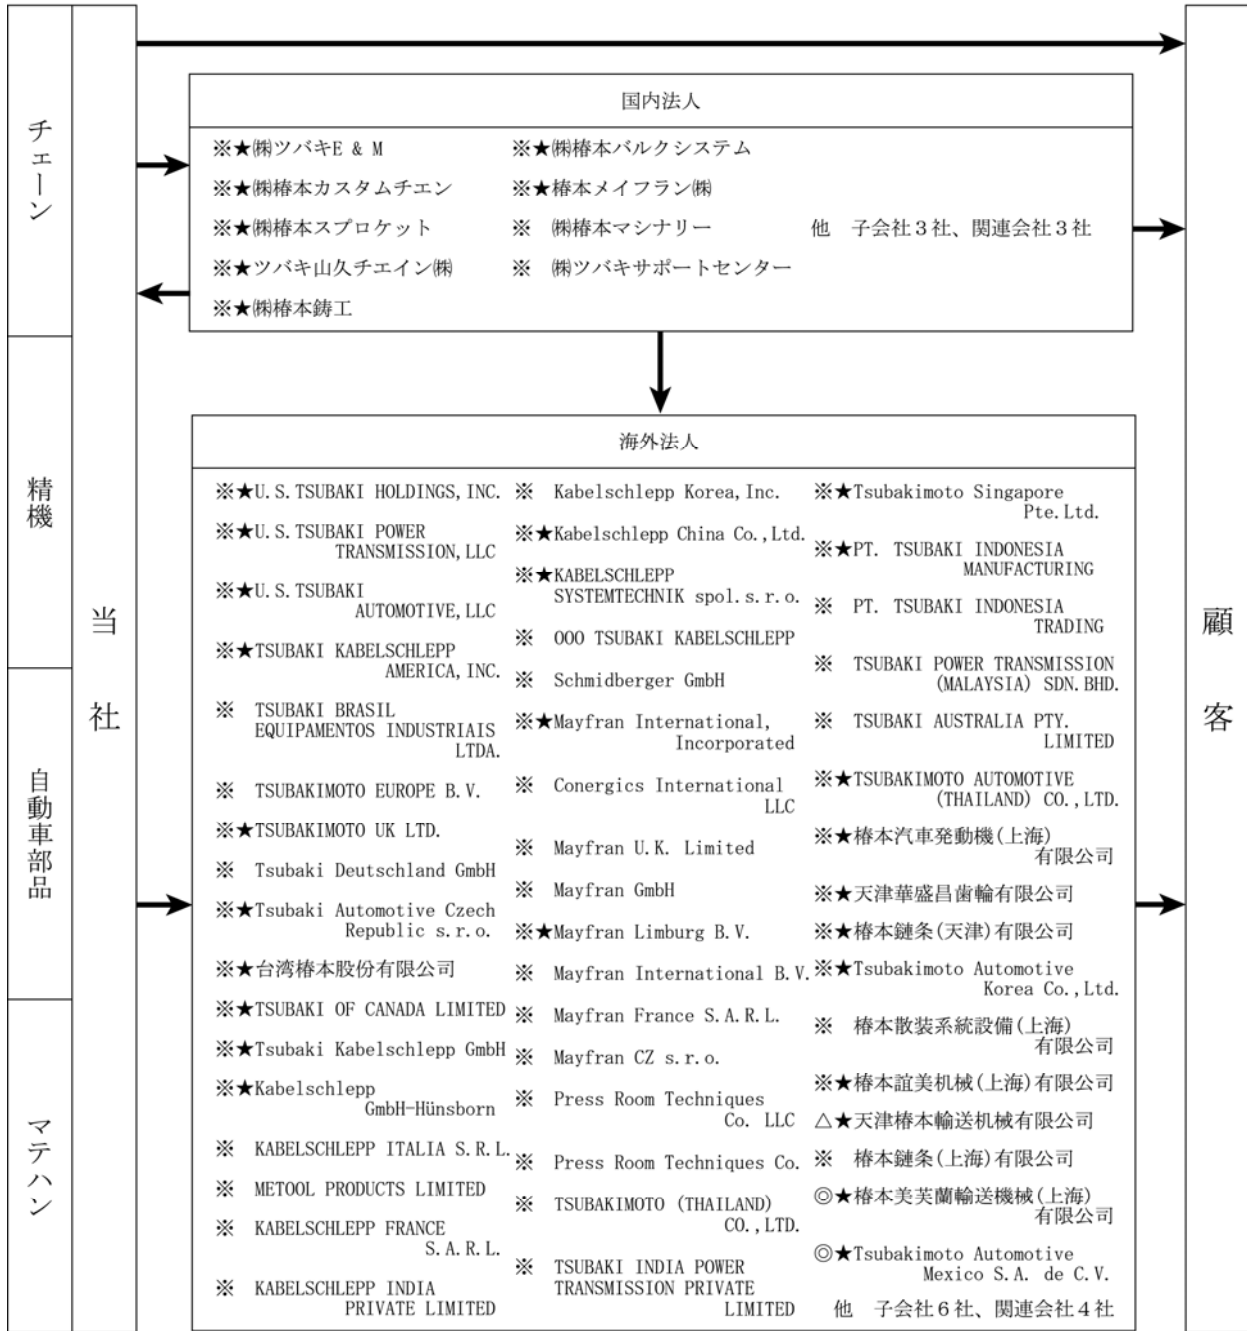 チェーン
精機
自動車部品
マテハン
当社
国内法人
※★㈱ツバキE & M
※★㈱椿本カスタムチエン
※★㈱椿本スプロケット
※★ツバキ山久チエイン㈱
※★㈱椿本鋳工
※★㈱椿本バルクシステム
※★椿本メイフラン㈱
※　㈱椿本マシナリー
※　㈱ツバキサポートセンター
他　子会社３社、関連会社３社
海外法人
※★U.S.TSUBAKI HOLDINGS,INC.
※★U.S.TSUBAKI POWER
TRANSMISSION,LLC
※★U.S.TSUBAKI
AUTOMOTIVE,LLC
※★TSUBAKI KABELSCHLEPP
AMERICA,INC.
※　TSUBAKI BRASIL
EQUIPAMENTOS INDUSTRIAIS
LTDA.
※　TSUBAKIMOTO EUROPE B.V.
※★TSUBAKIMOTO UK LTD.
※　Tsubaki Deutschland GmbH
※★Tsubaki Automotive Czech
Republic s.r.o.
※★台湾椿本股份有限公司
※★TSUBAKI OF CANADA LIMITED
※★Tsubaki Kabelschlepp GmbH
※★Kabelschlepp
GmbH-Hünsborn
※　KABELSCHLEPP ITALIA S.R.L.
※　METOOL PRODUCTS LIMITED
※　KABELSCHLEPP FRANCE
S.A.R.L.
※　KABELSCHLEPP INDIA
PRIVATE LIMITED
※　Kabelschlepp Korea,Inc.
※★Kabelschlepp China Co.,Ltd.
※★KABELSCHLEPP
SYSTEMTECHNIK spol.s.r.o.
※　OOO TSUBAKI KABELSCHLEPP
※　Schmidberger GmbH
※★Mayfran International,
Incorporated
※　Conergics International
LLC
※　Mayfran U.K. Limited
※　Mayfran GmbH
※★Mayfran Limburg B.V.
※　Mayfran International B.V.
※　Mayfran France S.A.R.L.
※　Mayfran CZ s.r.o.
※　Press Room Techniques
Co. LLC
※　Press Room Techniques Co.
※　TSUBAKIMOTO (THAILAND)
CO.,LTD.
※　TSUBAKI INDIA POWER
TRANSMISSION PRIVATE
LIMITED
※★Tsubakimoto Singapore
Pte.Ltd.
※★PT. TSUBAKI INDONESIA
MANUFACTURING
※　PT. TSUBAKI INDONESIA
TRADING
※　TSUBAKI POWER TRANSMISSION
(MALAYSIA) SDN.BHD.
※　TSUBAKI AUSTRALIA PTY.
LIMITED
※★TSUBAKIMOTO AUTOMOTIVE
(THAILAND) CO.,LTD.
※★椿本汽車発動機(上海)
有限公司
※★天津華盛昌歯輪有限公司
※★椿本鏈条(天津)有限公司
※★Tsubakimoto Automotive
Korea Co.,Ltd.
※　椿本散装系統設備(上海)
有限公司
※★椿本誼美机械(上海)有限公司
△★天津椿本輸送机械有限公司
※　椿本鏈条(上海)有限公司
◎★椿本美芙蘭輸送機械(上海)
有限公司
◎★Tsubakimoto Automotive
Mexico S.A. de C.V.
他　子会社６社、関連会社４社
顧客